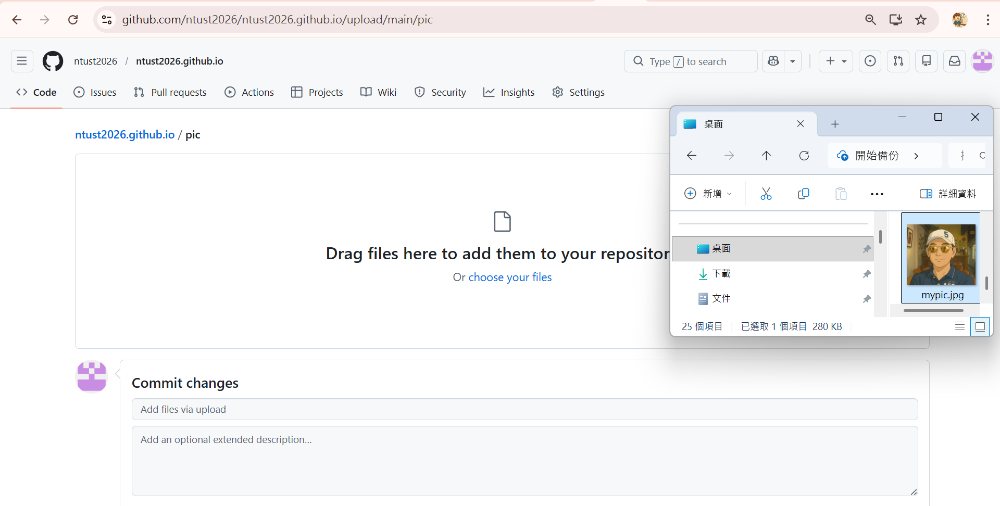 github.com/ntust2026/ntust2026.github.io/upload/main/pic
ntust2026 / ntust2026.github.io
Type / to search
Code
Issues
Pull requests
Actions
Projects
Wiki
Security
Insights
Settings
ntust2026.github.io / pic
Drag files here to add them to your repositor
Or choose your files
Commit changes
Add files via upload
Add an optional extended description...
桌面
開始備份
新增
詳細資料
桌面
下載
文件
5
mypic.jpg
25 個項目
已選取 1 個項目 280 KB